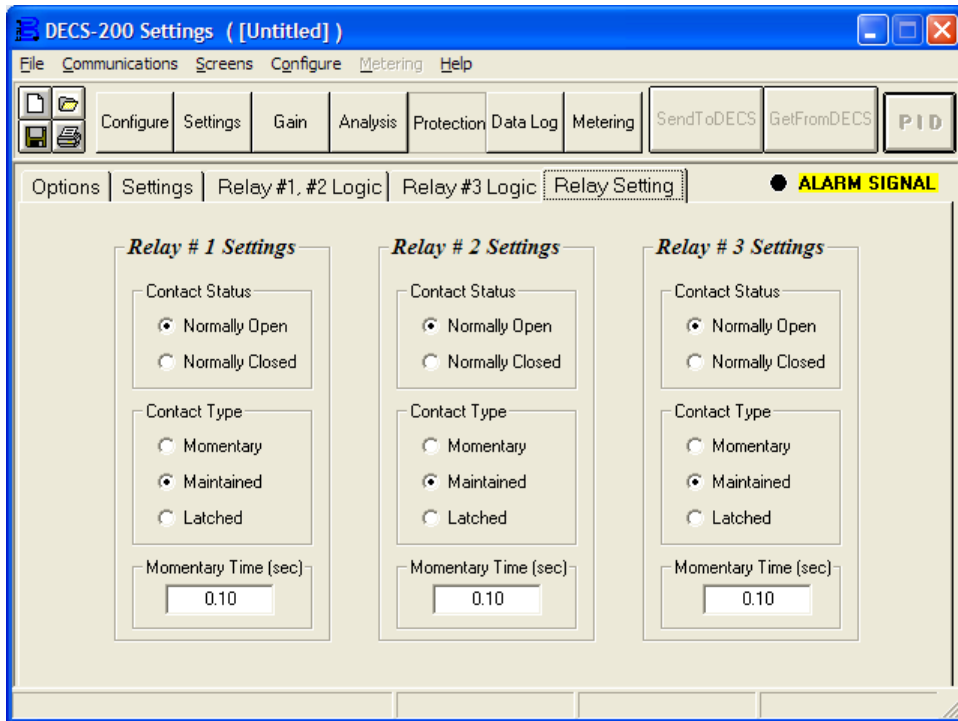 DECS-200 Settings ( [Untitled] )
File Communications Screens Configure Metering Help
Configure Settings Gain Analysis Protection Data Log Metering SendToDECS GetFromDECS PID
Options Settings Relay #1, #2 Logic Relay #3 Logic Relay Setting ALARM SIGNAL
Relay # 1 Settings
Contact Status
Normally Open
Normally Closed
Contact Type
Momentary
Maintained
Latched
Momentary Time (sec)
0.10
Relay # 2 Settings
Contact Status
Normally Open
Normally Closed
Contact Type
Momentary
Maintained
Latched
Momentary Time (sec)
0.10
Relay # 3 Settings
Contact Status
Normally Open
Normally Closed
Contact Type
Momentary
Maintained
Latched
Momentary Time (sec)
0.10